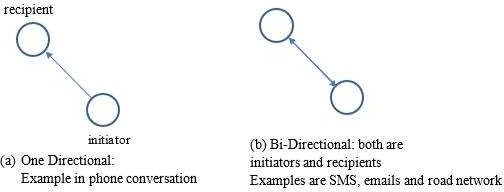 recipient
initiator
(a) One Directional:
Example in phone conversation
(b) Bi-Directional: both are
initiators and recipients
Examples are SMS, emails and road network